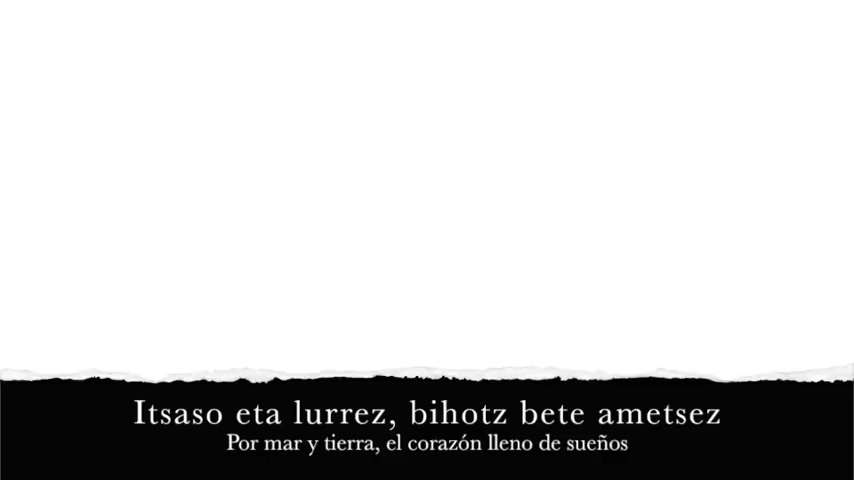 Itsaso eta lurrez, bihotz bete ametsez
Por mar y tierra, el corazón lleno de sueños